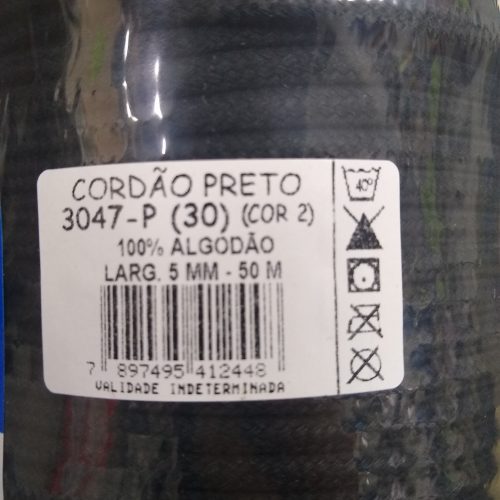 CORDÃO PRETO
3047-P (30) (COR 2)
100% ALGODÃO
LARG. 5 MM - 50 M
7 897495 412448
VALIDADE INDETERMINADA
40°